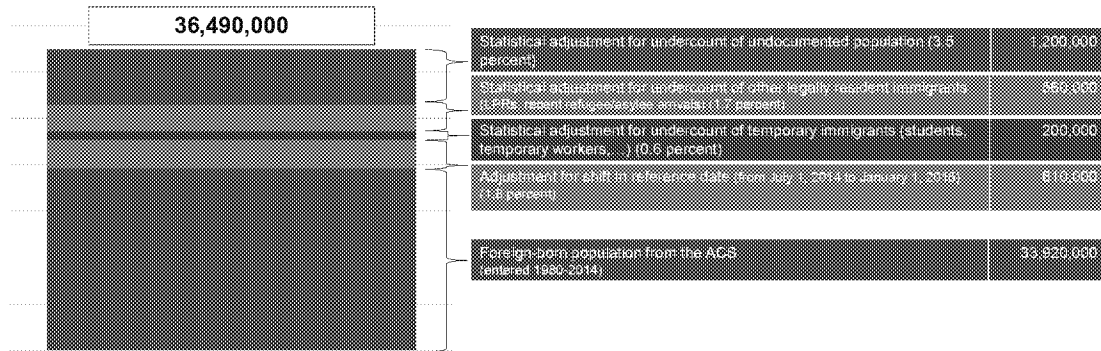 36,490,000
Statistical adjustment for undercount of undocumented population (3.5
percent)
1,200,000
Statistical adjustment for undercount of other legally resident immigrants
(LPRs, recent refugee/asylee arrivals) (1.7 percent)
560,000
Statistical adjustment for undercount of temporary immigrants (students,
temporary workers,...) (0.6 percent)
200,000
Adjustment for shift in reference date (from July 1, 2014 to January 1, 2015)
(1.8 percent)
610,000
Foreign-born population from the ACS
(entered 1980-2014)
33,920,000